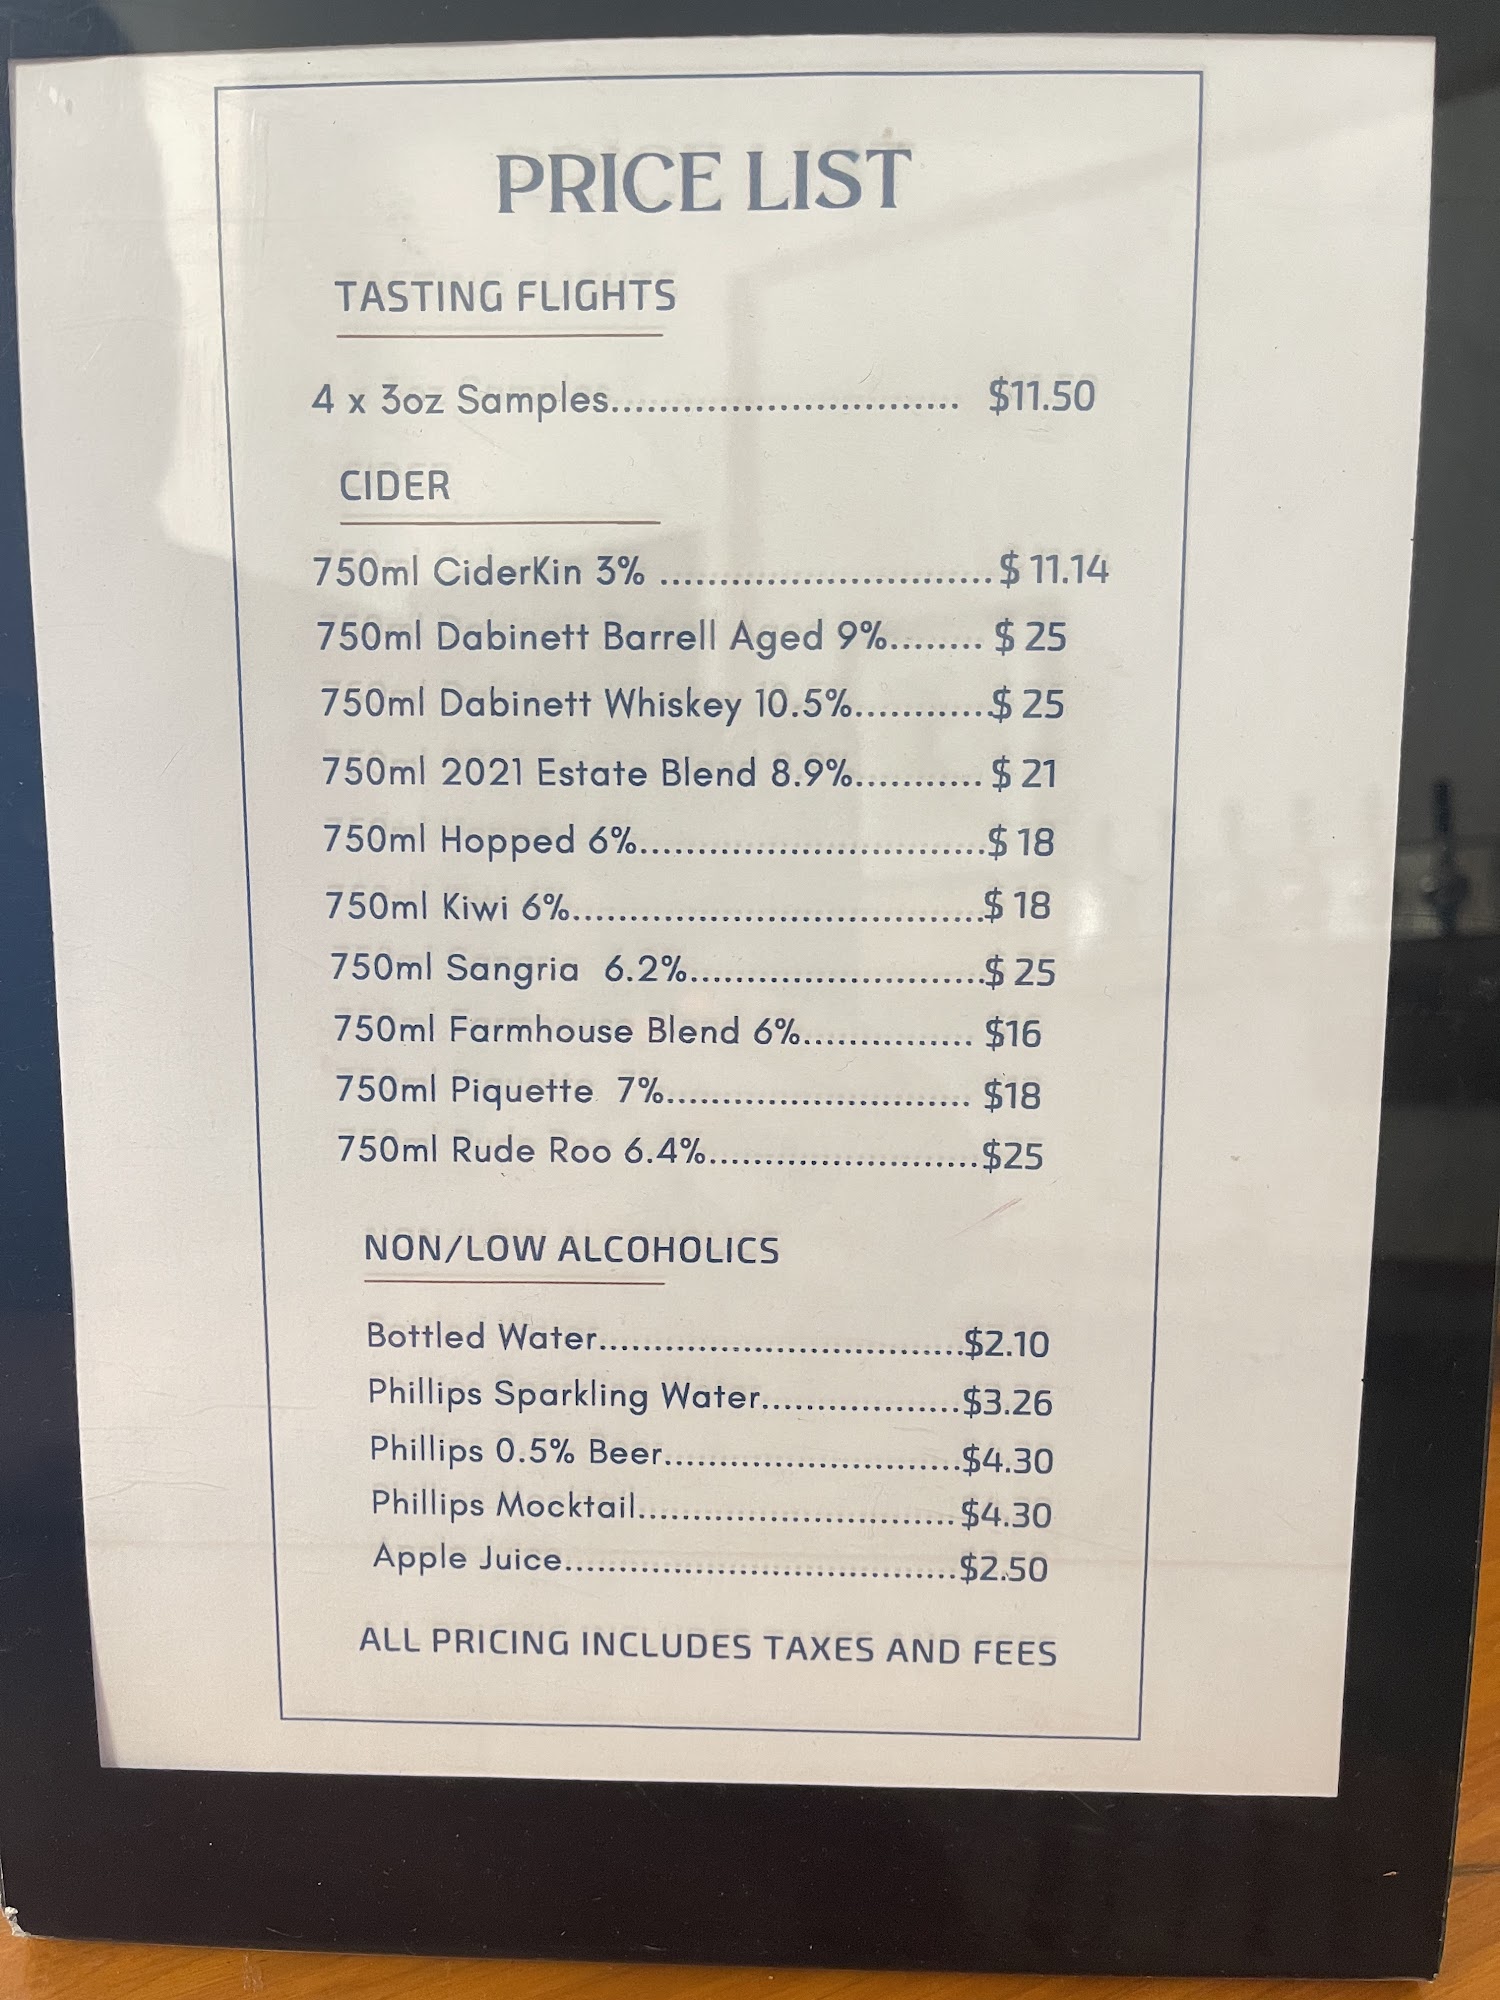 PRICE LIST
TASTING FLIGHTS
4 x 3oz Samples............................. $11.50
CIDER
750ml CiderKin 3% .............................$ 11.14
750ml Dabinett Barrell Aged 9%........ $ 25
750ml Dabinett Whiskey 10.5%............$ 25
750ml 2021 Estate Blend 8.9%........... $ 21
750ml Hopped 6%..............................$ 18
750ml Kiwi 6%....................................$ 18
750ml Sangria 6.2%..........................$ 25
750ml Farmhouse Blend 6%............... $16
750ml Piquette 7%........................... $18
750ml Rude Roo 6.4%........................$25
NON/LOW ALCOHOLICS
Bottled Water..................................$2.10
Phillips Sparkling Water..................$3.26
Phillips 0.5% Beer...........................$4.30
Phillips Mocktail..............................$4.30
Apple Juice.....................................$2.50
ALL PRICING INCLUDES TAXES AND FEES